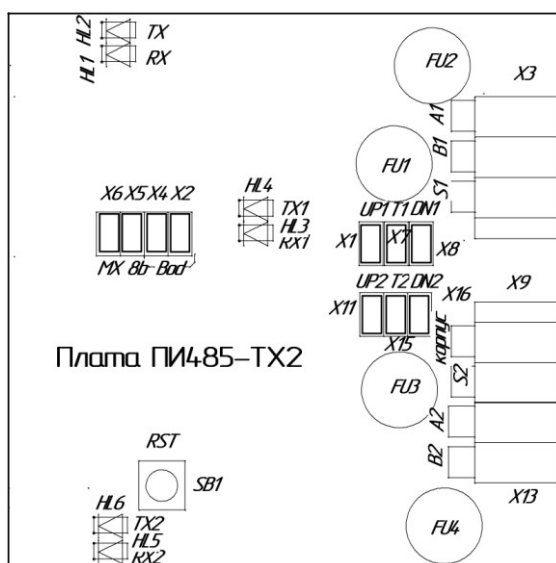 HL2 TX
HL1 RX
FU2
X3
A1
B1
S1
FU1
X6 X5 X4 X2
HL4
TX1
HL3
RX1
UP1 T1 DN1
X1 X7 X8
MX 8b Bod
UP2 T2 DN2
X11 X16 X9
X15
корпус
Плата ПИ485-TX2
FU3
S2
A2
B2
RST
SB1
X13
HL6
TX2
HL5
RX2
FU4